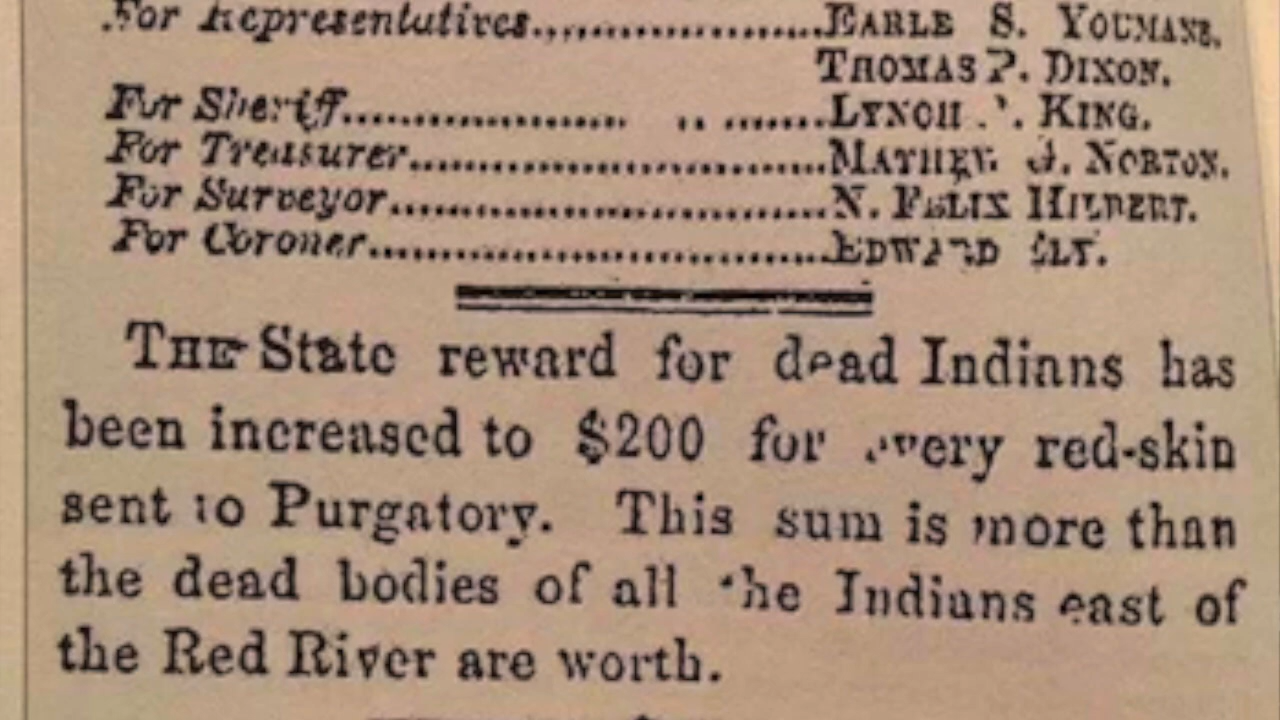 For Representatives..........EARLE S. YOUMANS.
THOMAS P. DIXON.
For Sheriff.......... KING.
For Treasurer..........MATHEW J. NORTON.
For Surveyor..........N. FELIX HILBERT.
For Coroner..........EDWARD ELY.
THE State reward for dead Indians has
been increased to $200 for every red-skin
sent to Purgatory. This sum is more than
the dead bodies of all the Indians east of
the Red River are worth.